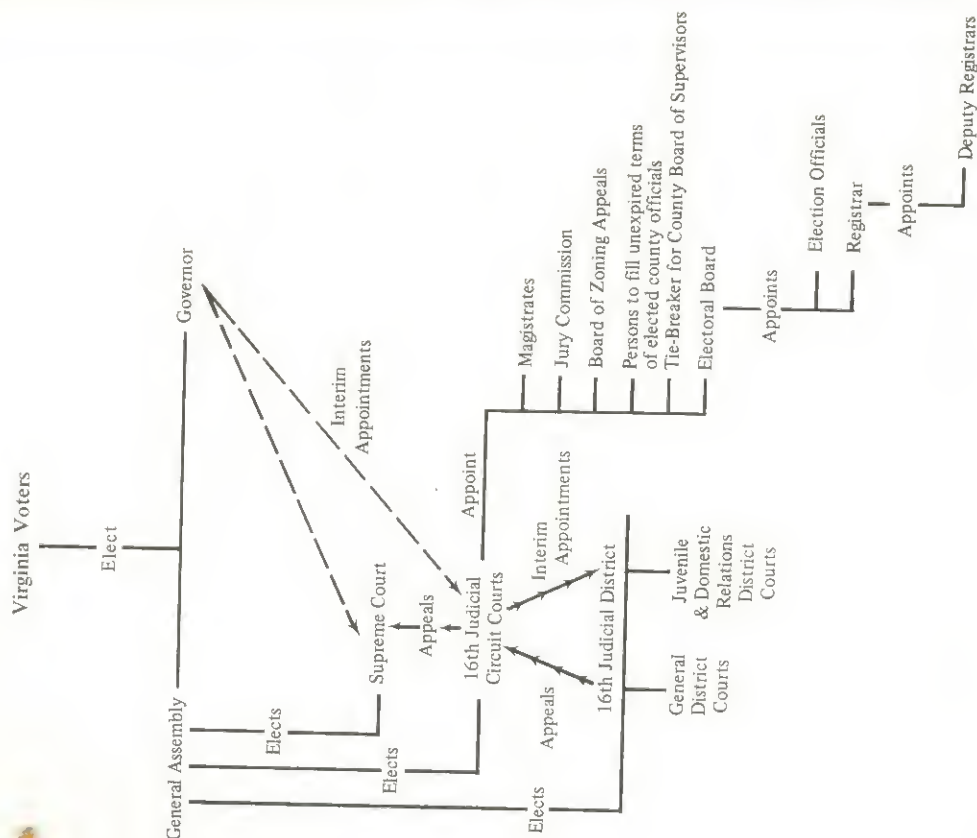 Virginia Voters
Elect
General Assembly
Governor
Elects
Elects
Elects
Supreme Court
Appeals
Interim
Appointments
16th Judicial
Circuit Courts
Appoint
Magistrates
Jury Commission
Board of Zoning Appeals
Persons to fill unexpired terms
of elected county officials
Tie-Breaker for County Board of Supervisors
Electoral Board
Appeals
Interim
Appointments
16th Judicial District
General
District
Courts
Juvenile
& Domestic
Relations
District
Courts
Appoints
Election Officials
Registrar
Appoints
Deputy Registrars